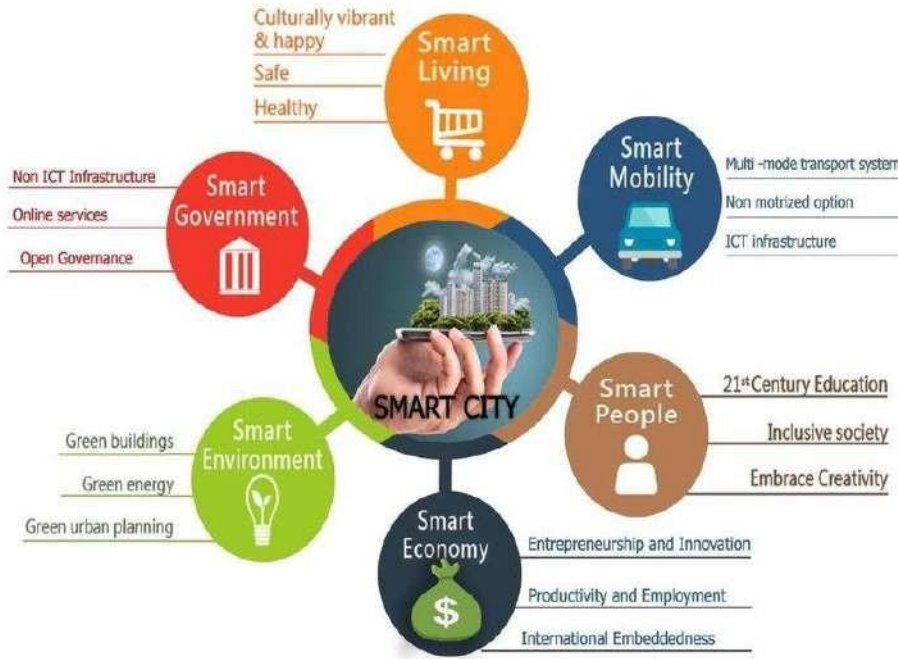 Culturally vibrant
& happy
Safe
Healthy
Smart
Living
Smart
Mobility
Multi -mode transport system
Non motrized option
ICT infrastructure
Non ICT Infrastructure
Online services
Open Governance
Smart
Government
SMART CITY
Smart
People
21st Century Education
Inclusive society
Embrace Creativity
Green buildings
Green energy
Green urban planning
Smart
Environment
Smart
Economy
$
Entrepreneurship and Innovation
Productivity and Employment
International Embeddedness